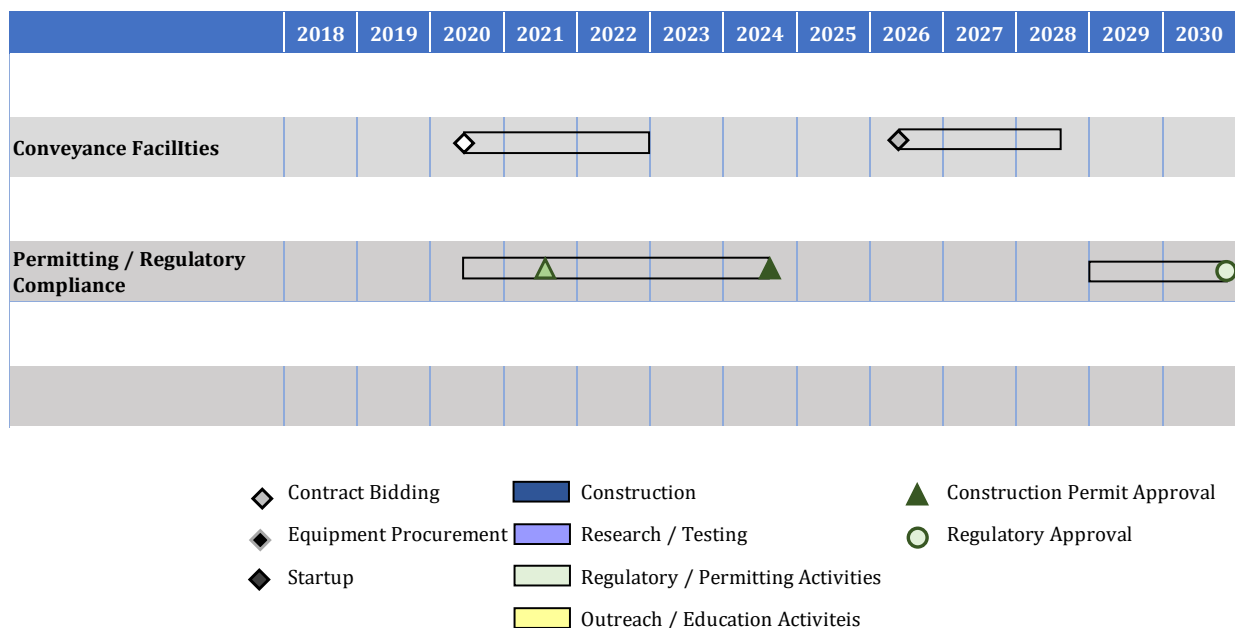 2018 2019 2020 2021 2022 2023 2024 2025 2026 2027 2028 2029 2030
Conveyance FacilIties
Permitting / Regulatory
Compliance
Contract Bidding
Equipment Procurement
Startup
Construction
Research / Testing
Regulatory / Permitting Activities
Outreach / Education Activiteis
Construction Permit Approval
Regulatory Approval